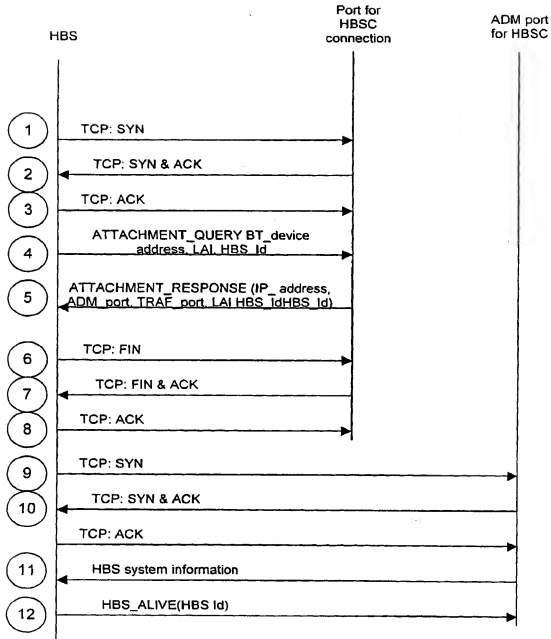 HBS
Port for
HBSC
connection
ADM port
for HBSC
1
TCP: SYN
2
TCP: SYN & ACK
3
TCP: ACK
4
ATTACHMENT_QUERY BT_device
address, LAI, HBS_Id
5
ATTACHMENT_RESPONSE (IP_ address,
ADM_port, TRAF_port, LAI HBS_IdHBS_Id)
6
TCP: FIN
7
TCP: FIN & ACK
8
TCP: ACK
9
TCP: SYN
10
TCP: SYN & ACK
TCP: ACK
11
HBS system information
12
HBS_ALIVE(HBS Id)